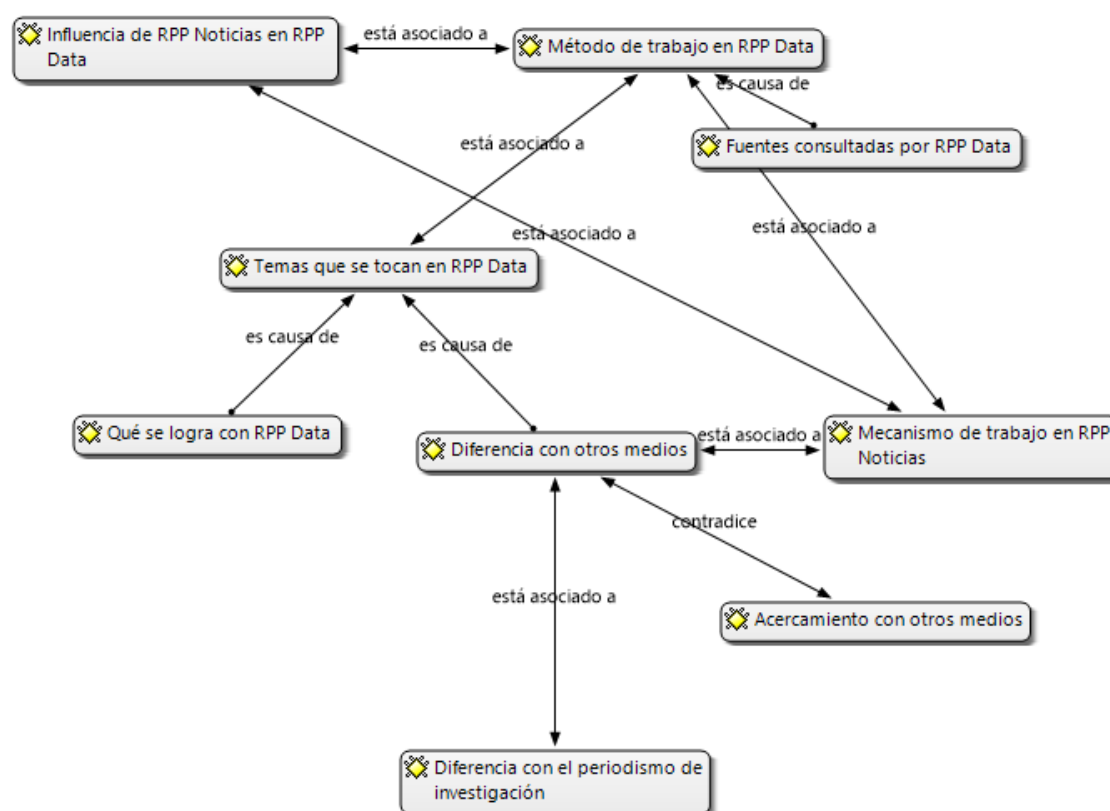 Influencia de RPP Noticias en RPP
Data
está asociado a
Método de trabajo en RPP Data
es causa de
Fuentes consultadas por RPP Data
está asociado a
está asociado a
está asociado a
Temas que se tocan en RPP Data
es causa de
es causa de
Qué se logra con RPP Data
Diferencia con otros medios
está asociado a
Mecanismo de trabajo en RPP
Noticias
contradice
está asociado a
Acercamiento con otros medios
Diferencia con el periodismo de
investigación